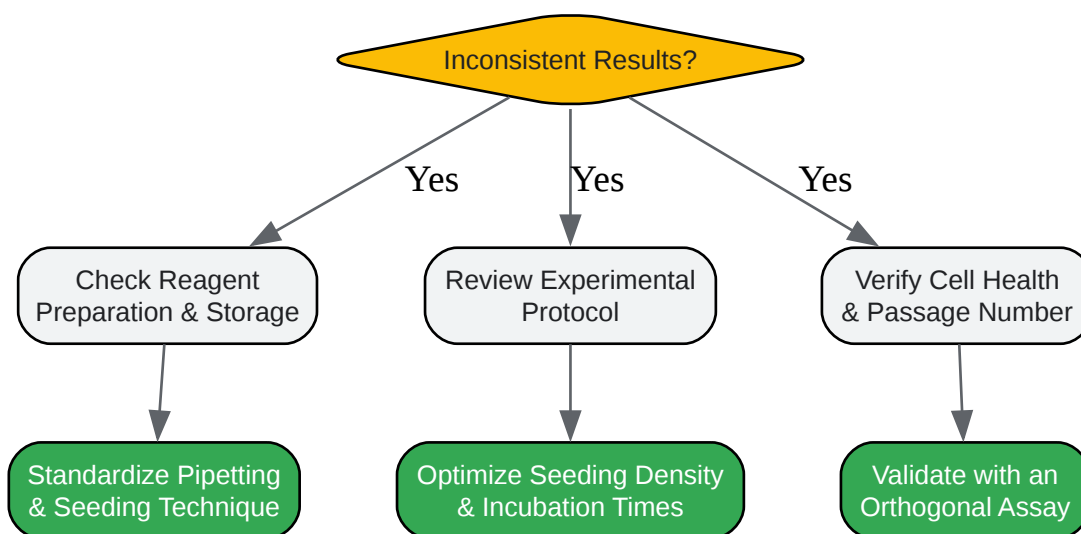 Inconsistent Results?
Yes
Yes
Yes
Check Reagent
Preparation & Storage
Review Experimental
Protocol
Verify Cell Health
& Passage Number
Standardize Pipetting
& Seeding Technique
Optimize Seeding Density
& Incubation Times
Validate with an
Orthogonal Assay